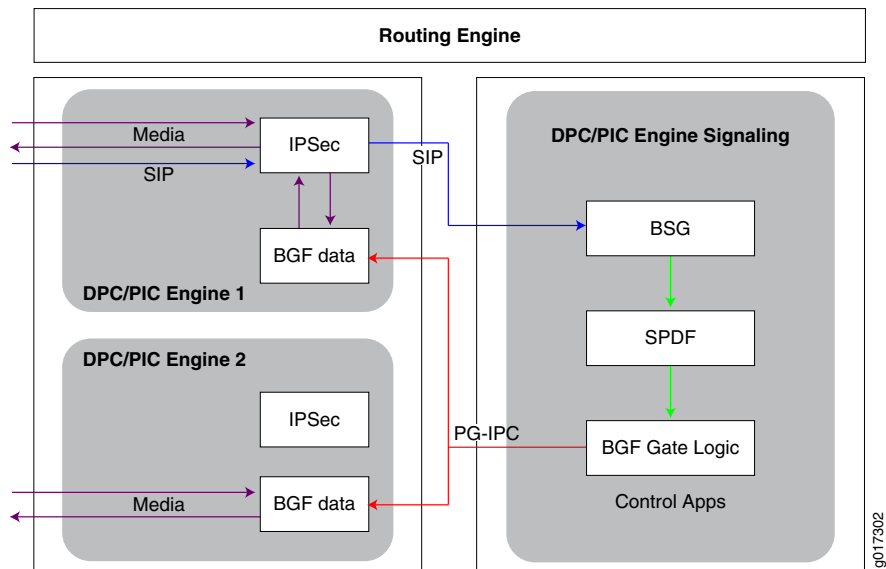 Routing Engine
Media
SIP
IPSec
BGF data
DPC/PIC Engine 1
DPC/PIC Engine 2
IPSec
BGF data
Media
SIP
PG-IPC
DPC/PIC Engine Signaling
BSG
SPDF
BGF Gate Logic
Control Apps
g017302